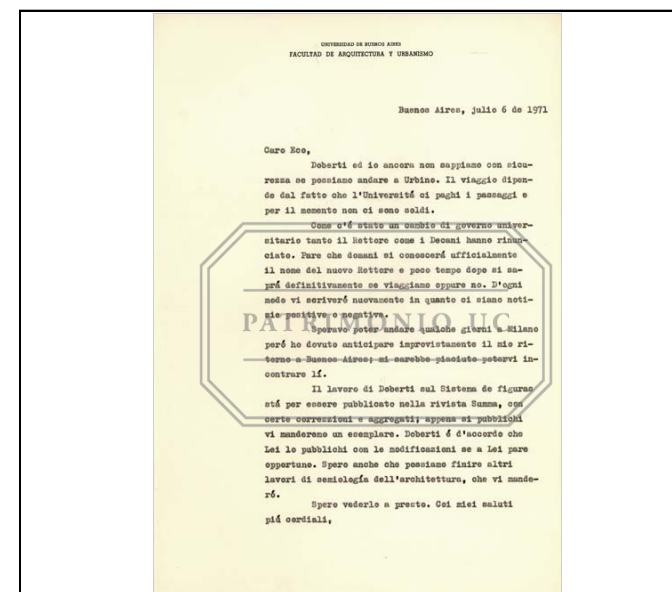 UNIVERSIDAD DE BUENOS AIRES
FACULTAD DE ARQUITECTURA Y URBANISMO
Buenos Aires, julio 6 de 1971
Caro Eco,
Doberti ed io ancora non sappiamo con sicu-
rezza se possiamo andare a Urbino. Il viaggio dipen-
de dal fatto che l'Universitá ci paghi i passaggi e
per il momento non ci sono soldi.
Come c'é stato un cambio di governo univer-
sitario tanto il Rettore come i Decani hanno rinun-
ciato. Pare che domani si conoscerá ufficialmente
il nome del nuovo Rettore e poco tempo dopo si sa-
prá definitivamente se viaggiamo oppure no. D'ogni
modo vi scriveró nuovamente in quanto ci siano noti-
zie positive o negative.
PATRIMONIO UC
Speravo poter andare qualche giorni a Milano
peró ho dovuto anticipare improvistamente il mio ri-
torno a Buenos Aires; mi sarebbe piaciuto potervi in-
contrare lí.
Il lavoro di Doberti sul Sistema de figuras
stá per essere pubblicato nella rivista Summa, con
certe correzzioni e aggregati; appena si pubblichi
vi manderemo un esemplare. Doberti é d'accordo che
Lei lo pubblichi con le modificazioni se a Lei pare
opportuno. Spero anche che possiamo finire altri
lavori di semiología dell'architettura, che vi mande-
ró.
Spero vederlo a presto. Coi miei saluti
piú cordiali,